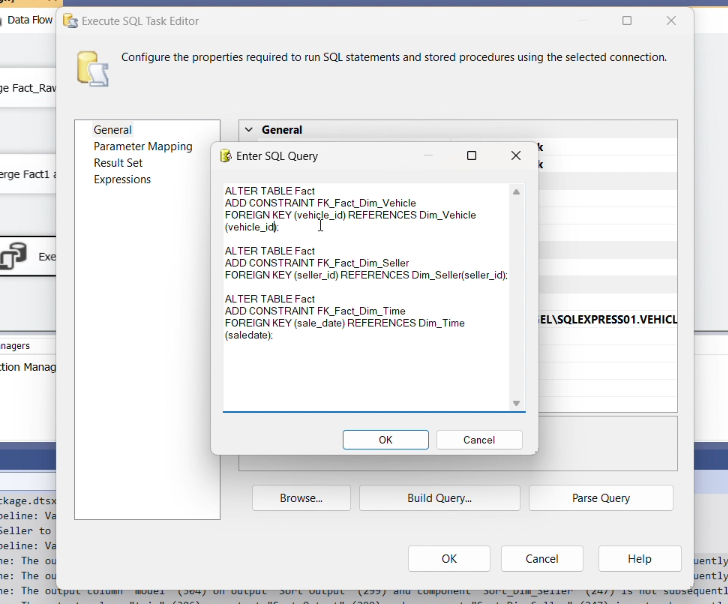 Data Flow
Execute SQL Task Editor
Configure the properties required to run SQL statements and stored procedures using the selected connection.
ge Fact_Raw
General
Parameter Mapping
Result Set
Expressions
General
k
k
Enter SQL Query
ALTER TABLE Fact
ADD CONSTRAINT FK_Fact_Dim_Vehicle
FOREIGN KEY (vehicle_id) REFERENCES Dim_Vehicle
(vehicle_id);
ALTER TABLE Fact
ADD CONSTRAINT FK_Fact_Dim_Seller
FOREIGN KEY (seller_id) REFERENCES Dim_Seller(seller_id);
ALTER TABLE Fact
ADD CONSTRAINT FK_Fact_Dim_Time
FOREIGN KEY (sale_date) REFERENCES Dim_Time
(saledate);
erge Fact1 a
Exe
EL\SQLEXPRESS01.VEHICL
nagers
tion Manag
OK
Cancel
Browse...
Build Query...
Parse Query
OK
Cancel
Help
ckage.dtsx
peline: Va
Seller to
peline: Va
ne: The ou
uently
ne: The ou
uently
ne: The output column "model" (304) on output "Sort Output" (299) and component "Sort_Dim_Seller" (247) is not subsequentl